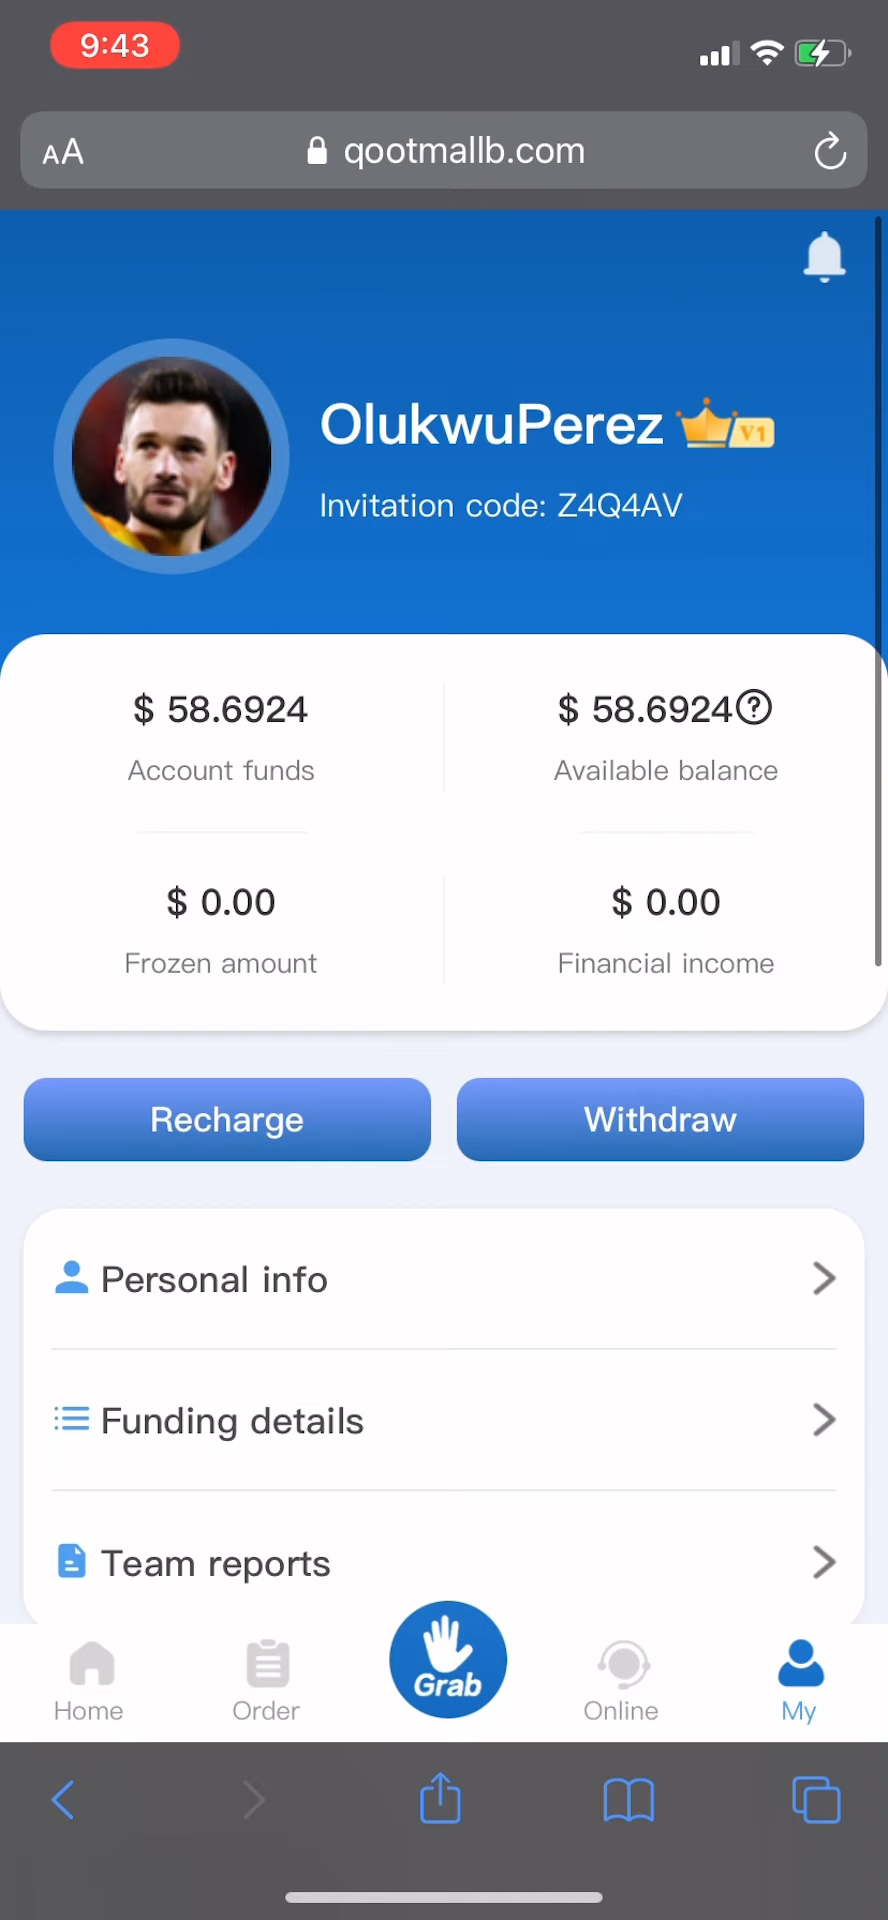 9:43
AA
qootmallb.com
OlukwuPerez
V1
Invitation code: Z4Q4AV
$ 58.6924
$ 58.6924?
Account funds
Available balance
$ 0.00
$ 0.00
Frozen amount
Financial income
Recharge
Withdraw
Personal info
Funding details
Team reports
Grab
Home
Order
Online
My